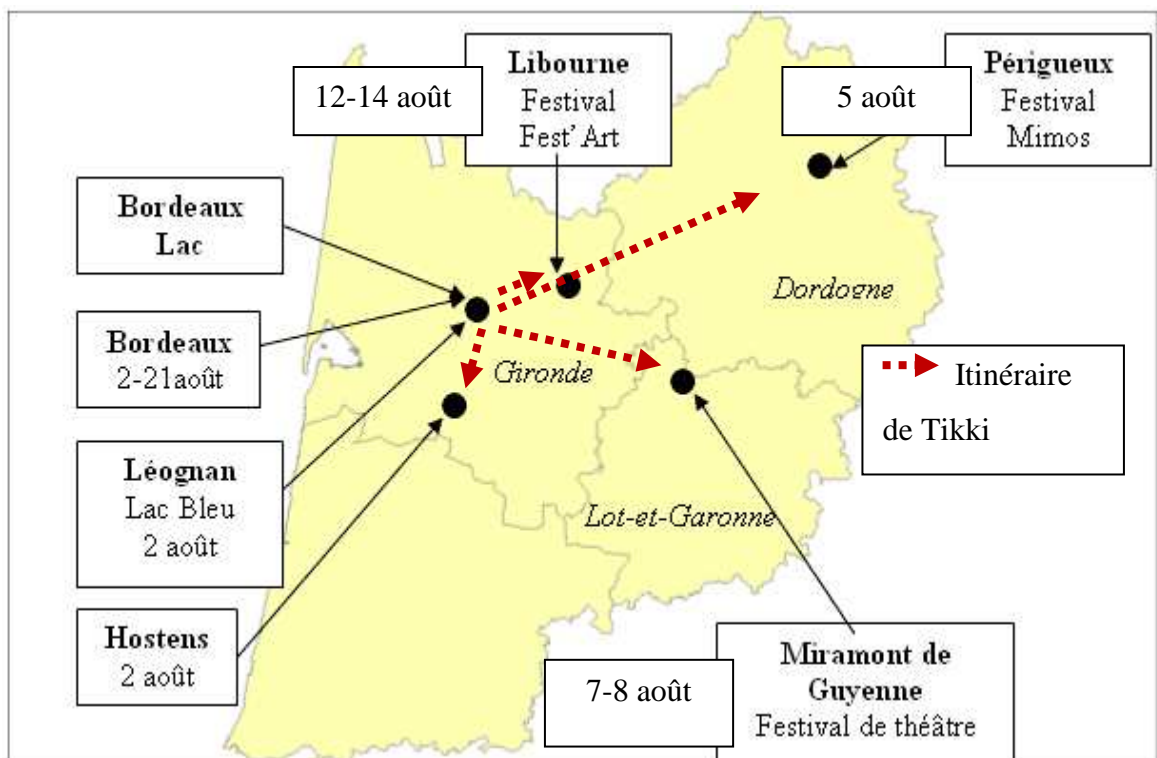 12-14 août
Libourne
Festival
Fest' Art
5 août
Périgueux
Festival
Mimos
Bordeaux
Lac
Bordeaux
2-21août
Léognan
Lac Bleu
2 août
Hostens
2 août
Gironde
Dordogne
Lot-et-Garonne
Itinéraire
de Tikki
7-8 août
Miramont de
Guyenne
Festival de théâtre